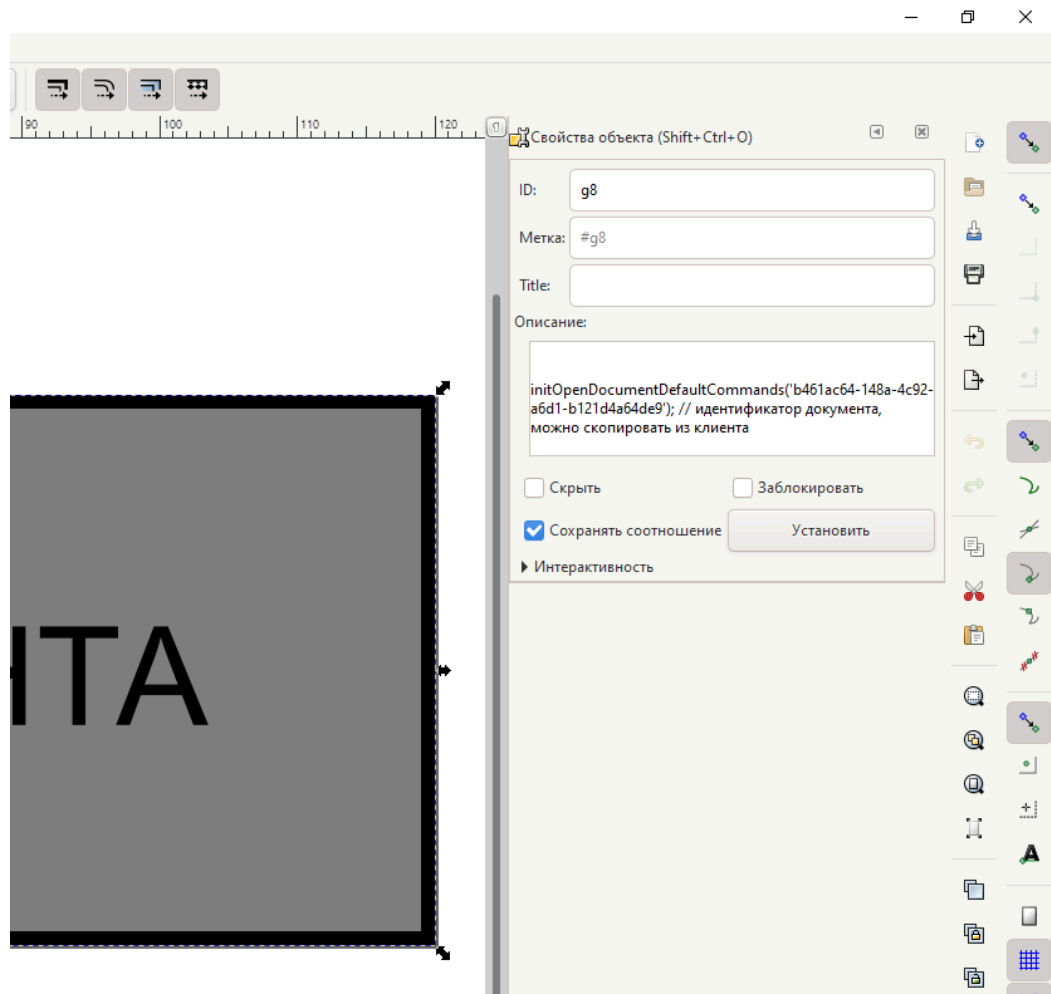 90 100 110 120
Свойства объекта (Shift+Ctrl+O)
ID: g8
Метка: #g8
Title:
Описание:
initOpenDocumentDefaultCommands('b461ac64-148a-4c92-
a6d1-b121d4a64de9'); // идентификатор документа,
можно скопировать из клиента
Скрыть Заблокировать
Сохранять соотношение Установить
Интерактивность
НТА